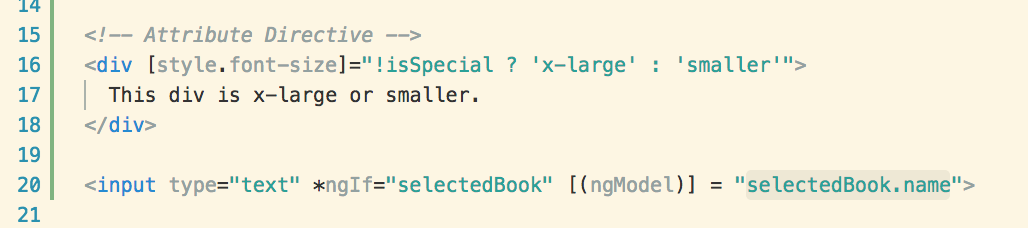 14
15 <!-- Attribute Directive -->
16 <div [style.font-size]="!isSpecial ? 'x-large' : 'smaller'">
17 This div is x-large or smaller.
18 </div>
19
20 <input type="text" *ngIf="selectedBook" [(ngModel)] = "selectedBook.name">
21